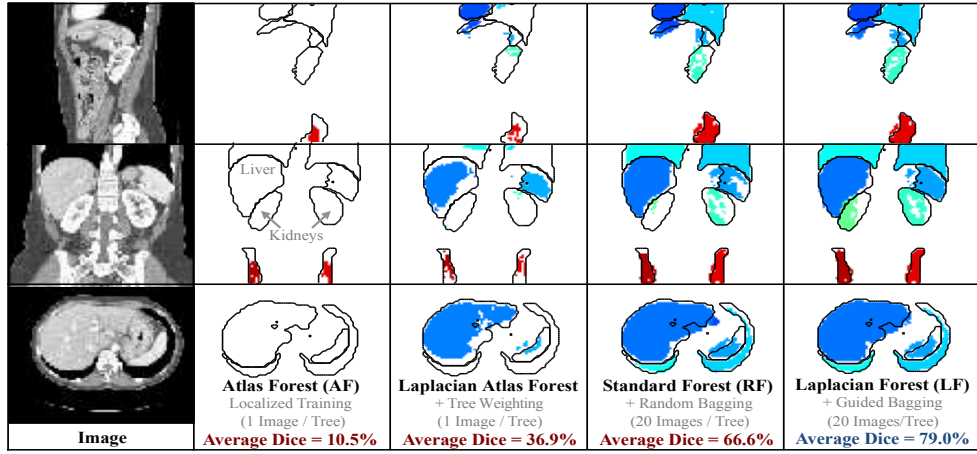 Liver
Kidneys
Image
Atlas Forest (AF)
Localized Training
(1 Image / Tree)
Average Dice = 10.5%
Laplacian Atlas Forest
+ Tree Weighting
(1 Image / Tree)
Average Dice = 36.9%
Standard Forest (RF)
+ Random Bagging
(20 Images / Tree)
Average Dice = 66.6%
Laplacian Forest (LF)
+ Guided Bagging
(20 Images/Tree)
Average Dice = 79.0%